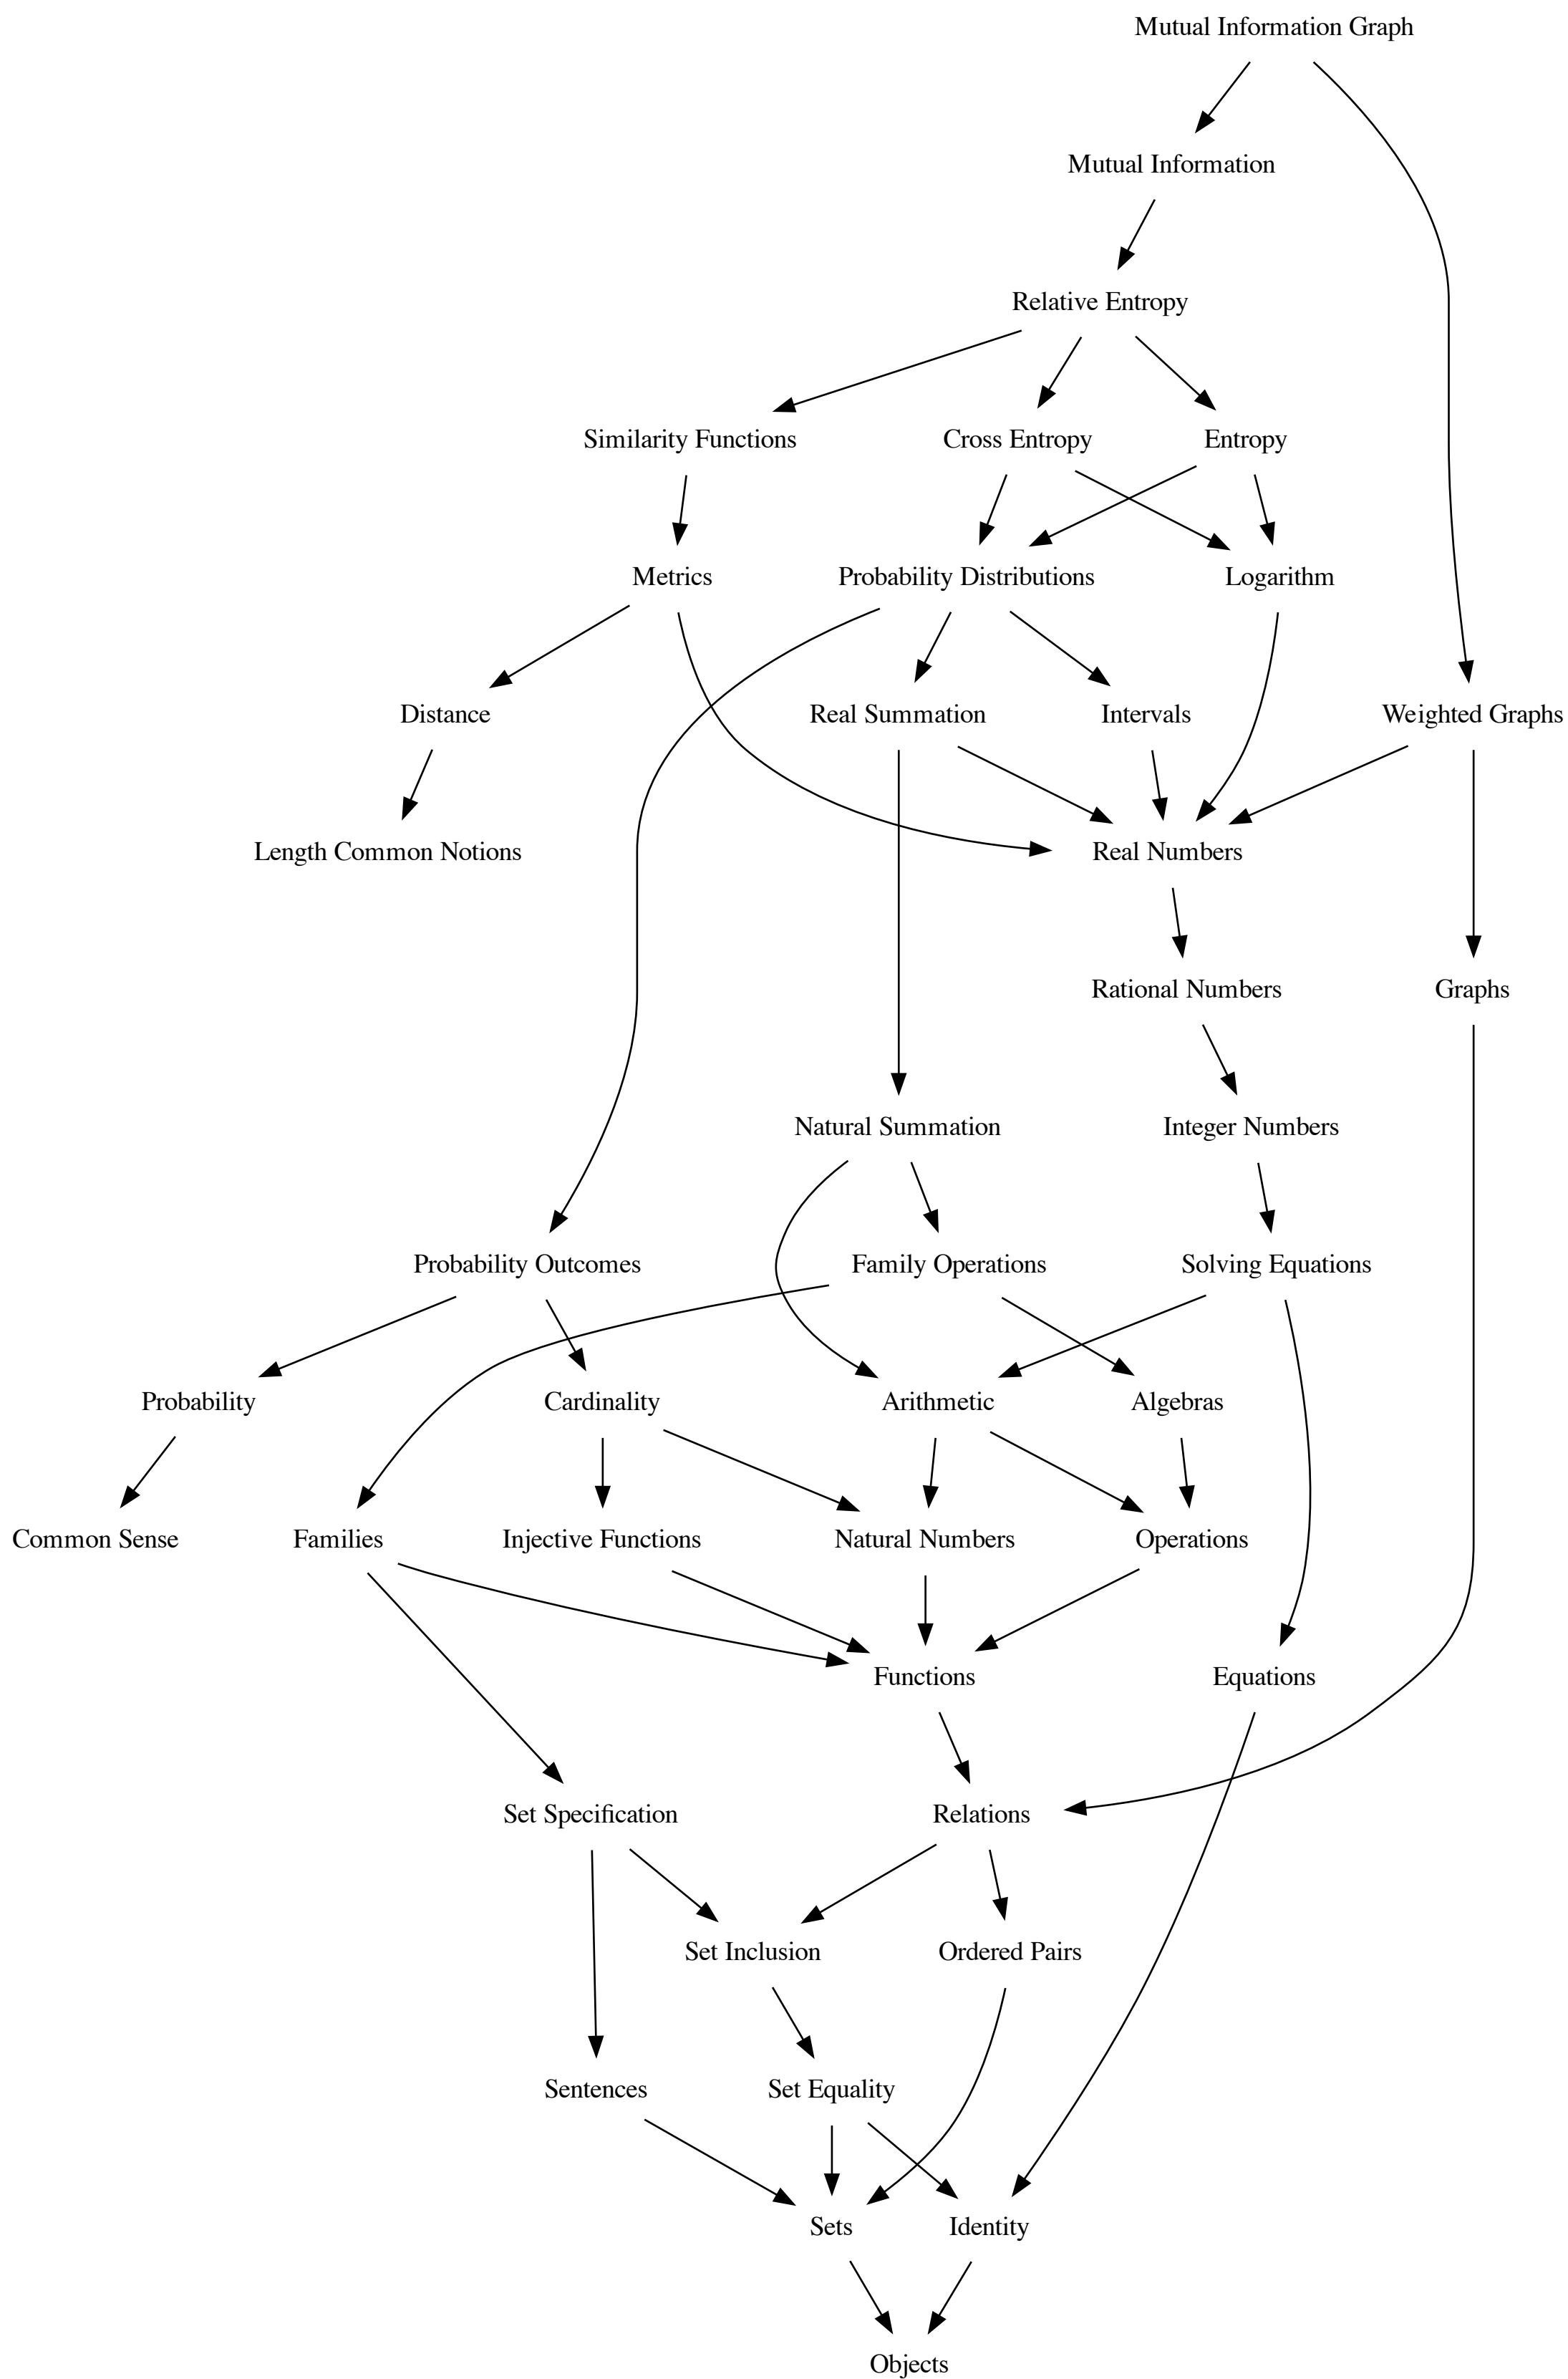 Mutual Information Graph
Mutual Information
Relative Entropy
Similarity Functions
Cross Entropy
Entropy
Metrics
Probability Distributions
Logarithm
Distance
Real Summation
Intervals
Weighted Graphs
Length Common Notions
Real Numbers
Rational Numbers
Graphs
Natural Summation
Integer Numbers
Probability Outcomes
Family Operations
Solving Equations
Probability
Cardinality
Arithmetic
Algebras
Common Sense
Families
Injective Functions
Natural Numbers
Operations
Functions
Equations
Set Specification
Relations
Set Inclusion
Ordered Pairs
Sentences
Set Equality
Sets
Identity
Objects